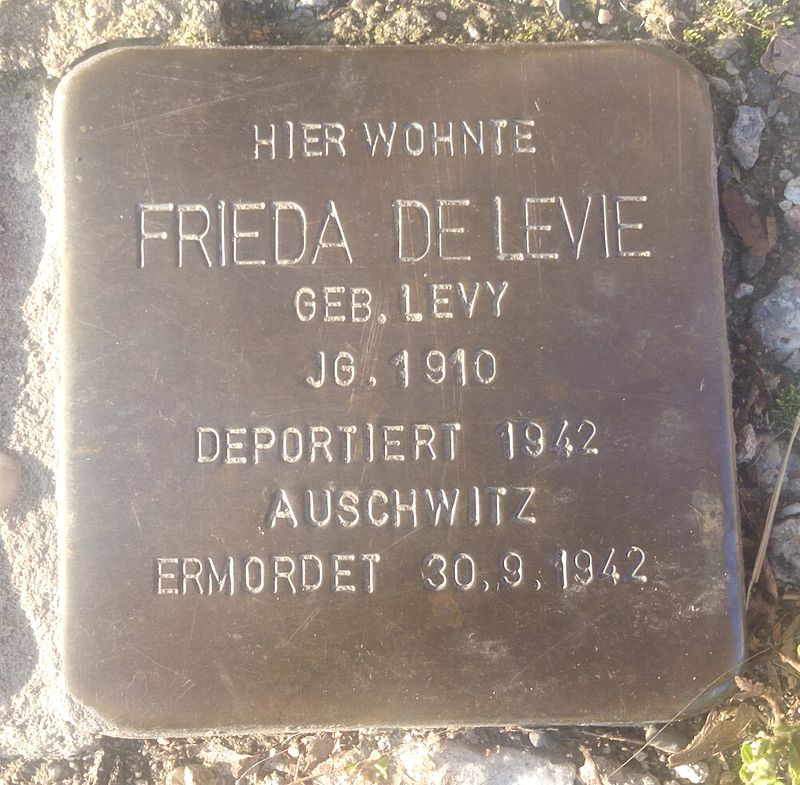 HIER WOHNTE
FRIEDA DE LEVIE
GEB. LEVY
JG. 1910
DEPORTIERT 1942
AUSCHWITZ
ERMORDET 30.9.1942